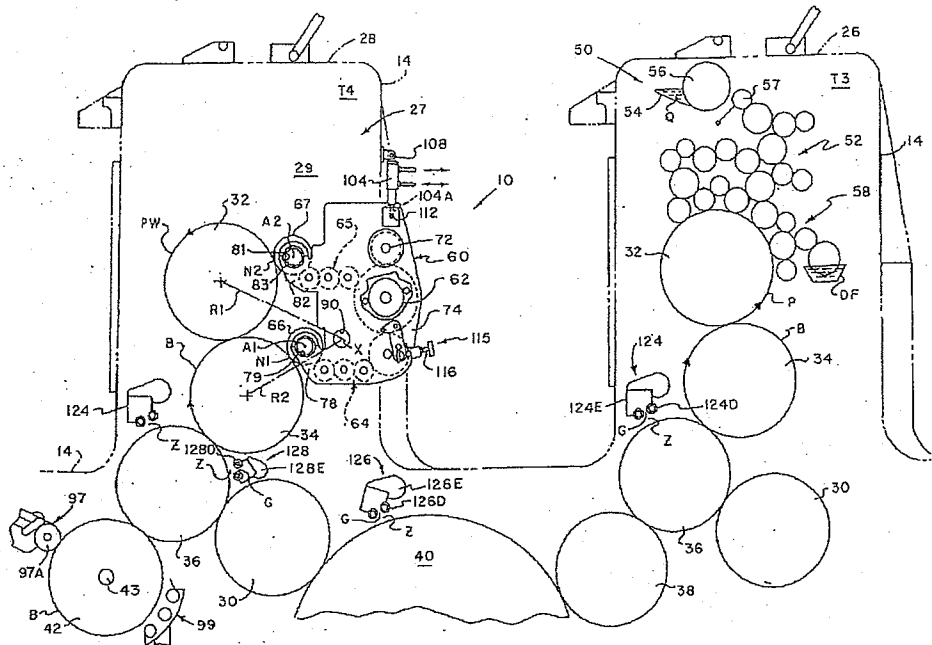 28
26
14
50
56
T4
T3
27
54
57
108
14
29
104
52
10
104A
67
112
32
A2
65
PW
72
58
81
60
32
N2
62
83
82
74
DF
R1
90
P
B
66
115
B
A1
X
N1
116
124
34
79
78
R2
64
124
124E
124D
34
14
Z
128D
128
G
Z
Z
128E
126
G
126E
30
97
126D
G
Z
36
40
36
97A
43
30
38
B
42
99